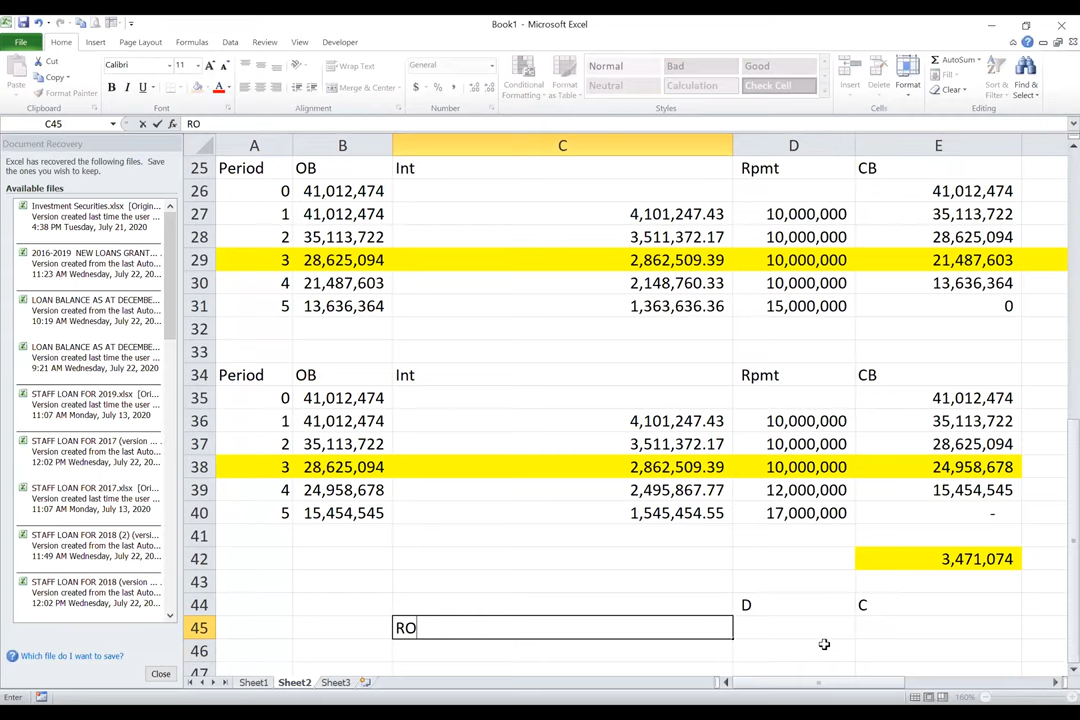 Book1 - Microsoft Excel
File Home Insert Page Layout Formulas Data Review View Developer
Paste
Cut
Copy
Format Painter
Clipboard
Calibri 11
B I U
Font
Wrap Text
Merge & Center
Alignment
General
$ % ,
Number
Conditional Formatting
Format as Table
Normal Bad Good
Neutral Calculation Check Cell
Styles
Insert Delete Format
Cells
AutoSum
Fill
Clear
Sort & Filter
Find & Select
Editing
C45 fx RO
Document Recovery
Excel has recovered the following files. Save
the ones you wish to keep.
Available files
Investment Securities.xlsx [Origin...
Version created last time the user ...
4:38 PM Tuesday, July 21, 2020
2016-2019 NEW LOANS GRANT...
Version created from the last Auto...
11:23 AM Wednesday, July 22, 20...
LOAN BALANCE AS AT DECEMBE...
Version created from the last Auto...
10:19 AM Wednesday, July 22, 20...
LOAN BALANCE AS AT DECEMBE...
Version created from the last Auto...
9:21 AM Wednesday, July 22, 2020
STAFF LOAN FOR 2019.xlsx [Ori...
Version created from the last Auto...
11:07 AM Monday, July 13, 2020
STAFF LOAN FOR 2017 (version ...
Version created from the last Auto...
12:02 PM Wednesday, July 22, 20...
STAFF LOAN FOR 2017.xlsx [Ori...
Version created from the last Auto...
11:07 AM Monday, July 13, 2020
STAFF LOAN FOR 2018 (2) (versi...
Version created from the last Auto...
11:49 AM Wednesday, July 22, 20...
STAFF LOAN FOR 2018 (version ...
Version created from the last Auto...
12:02 PM Wednesday, July 22, 20...
Which file do I want to save?
Close
A B C D E
25 Period OB Int Rpmt CB
26 0 41,012,474 41,012,474
27 1 41,012,474 4,101,247.43 10,000,000 35,113,722
28 2 35,113,722 3,511,372.17 10,000,000 28,625,094
29 3 28,625,094 2,862,509.39 10,000,000 21,487,603
30 4 21,487,603 2,148,760.33 10,000,000 13,636,364
31 5 13,636,364 1,363,636.36 15,000,000 0
32
33
34 Period OB Int Rpmt CB
35 0 41,012,474 41,012,474
36 1 41,012,474 4,101,247.43 10,000,000 35,113,722
37 2 35,113,722 3,511,372.17 10,000,000 28,625,094
38 3 28,625,094 2,862,509.39 10,000,000 24,958,678
39 4 24,958,678 2,495,867.77 12,000,000 15,454,545
40 5 15,454,545 1,545,454.55 17,000,000 -
41
42 3,471,074
43
44 D C
45 RO
46
47
Sheet1 Sheet2 Sheet3
Enter
160%